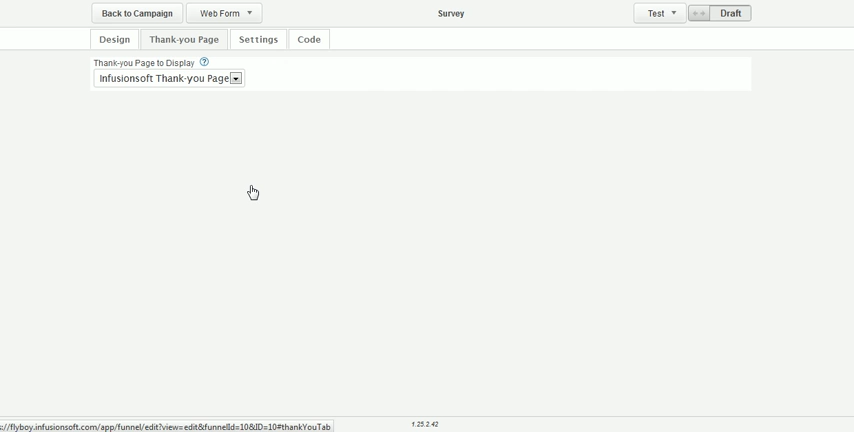 Back to Campaign Web Form Survey Test Draft
Design Thank-you Page Settings Code
Thank-you Page to Display ?
Infusionsoft Thank-you Page
1.25.2.42
s://flyboy.infusionsoft.com/app/funnel/edit?view=edit&funnelId=10&ID=10#thankYouTab